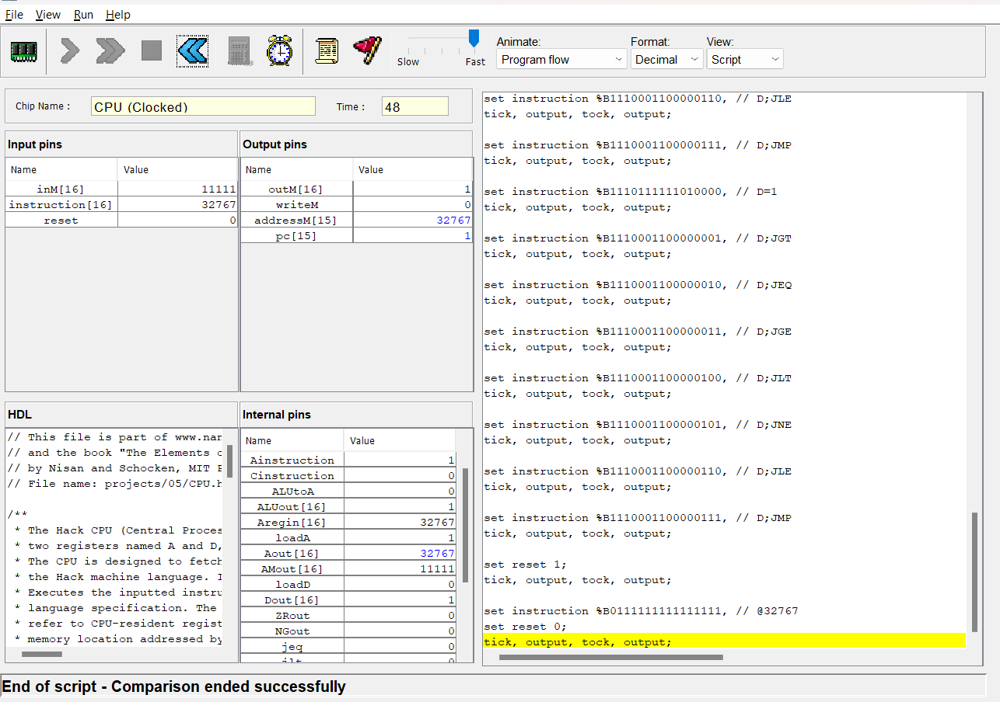 File View Run Help
Slow Fast
Animate: Format: View:
Program flow Decimal Script
Chip Name : CPU (Clocked) Time : 48
Input pins
Name Value
inM[16] 11111
instruction[16] 32767
reset 0
Output pins
Name Value
outM[16] 1
writeM 0
addressM[15] 32767
pc[15] 1
HDL
// This file is part of www.nan
// and the book "The Elements o
// by Nisan and Schocken, MIT P
// File name: projects/05/CPU.h
/**
* The Hack CPU (Central Proces
* two registers named A and D,
* The CPU is designed to fetch
* the Hack machine language. I
* Executes the inputted instru
* language specification. The
* refer to CPU-resident regist
* memory location addressed by
Internal pins
Name Value
Ainstruction 1
Cinstruction 0
ALUtoA 0
ALUout[16] 1
Aregin[16] 32767
loadA 1
Aout[16] 32767
AMout[16] 11111
loadD 0
Dout[16] 1
ZRout 0
NGout 0
jeq 0
jlt 0
set instruction %B1110001100000110, // D;JLE
tick, output, tock, output;
set instruction %B1110001100000111, // D;JMP
tick, output, tock, output;
set instruction %B1110111111010000, // D=1
tick, output, tock, output;
set instruction %B1110001100000001, // D;JGT
tick, output, tock, output;
set instruction %B1110001100000010, // D;JEQ
tick, output, tock, output;
set instruction %B1110001100000011, // D;JGE
tick, output, tock, output;
set instruction %B1110001100000100, // D;JLT
tick, output, tock, output;
set instruction %B1110001100000101, // D;JNE
tick, output, tock, output;
set instruction %B1110001100000110, // D;JLE
tick, output, tock, output;
set instruction %B1110001100000111, // D;JMP
tick, output, tock, output;
set reset 1;
tick, output, tock, output;
set instruction %B0111111111111111, // @32767
set reset 0;
tick, output, tock, output;
End of script - Comparison ended successfully